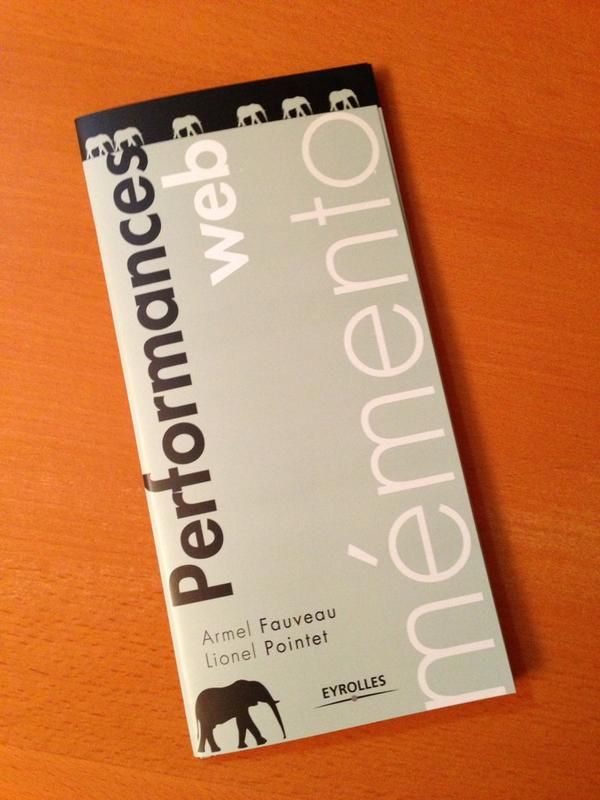 Performances
web
mémento
Armel Fauveau
Lionel Pointet
EYROLLES